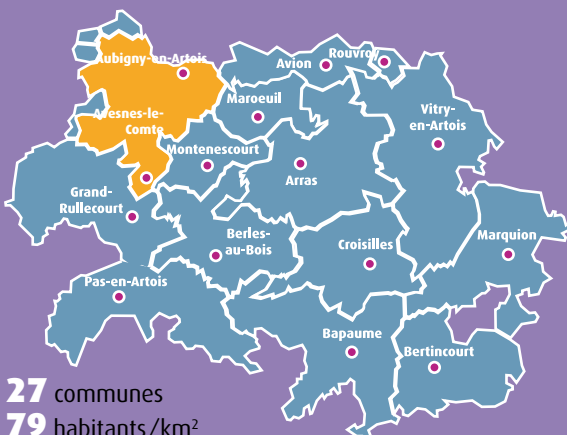 Aubigny-en-Artois
Avion
Rouvroy
Maroeuil
Avesnes-le-
Comte
Vitry-
en-Artois
Montenescourt
Arras
Grand-
Rullecourt
Berles-
au-Bois
Croisilles
Marquion
Pas-en-Artois
Bapaume
Bertincourt
27 communes
79 habitants/km²